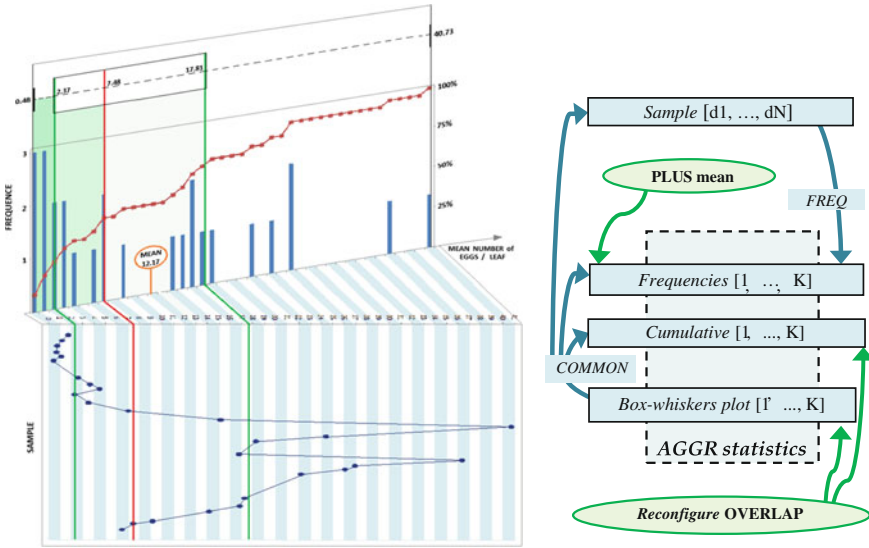 40.73
17.81
7.48
2.17
0.48
100%
75%
50%
25%
FREQUENCE
3
2
1
MEAN
12.17
MEAN NUMBER of
EGGS / LEAF
SAMPLE
Sample [d1, …, dN]
PLUS mean
FREQ
Frequencies [1, …, K]
Cumulative [1, ..., K]
COMMON
Box-whiskers plot [1, ..., K]
AGGR statistics
Reconfigure OVERLAP